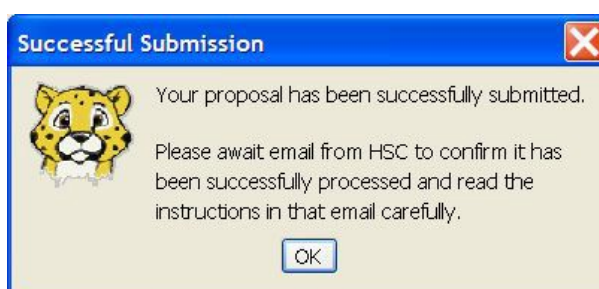 Successful Submission
Your proposal has been successfully submitted.
Please await email from HSC to confirm it has
been successfully processed and read the
instructions in that email carefully.
OK